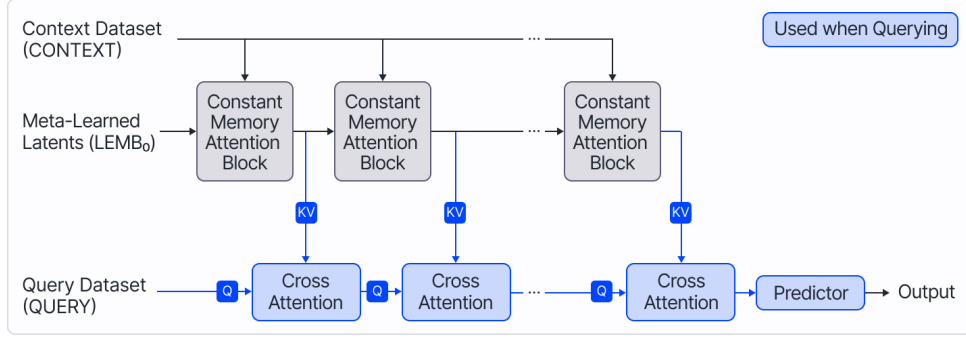 Context Dataset
(CONTEXT)
...
Used when Querying
Meta-Learned
Latents (LEMB₀)
Constant
Memory
Attention
Block
Constant
Memory
Attention
Block
...
Constant
Memory
Attention
Block
KV
KV
KV
Query Dataset
(QUERY)
Q
Cross
Attention
Q
Cross
Attention
...
Q
Cross
Attention
Predictor
Output